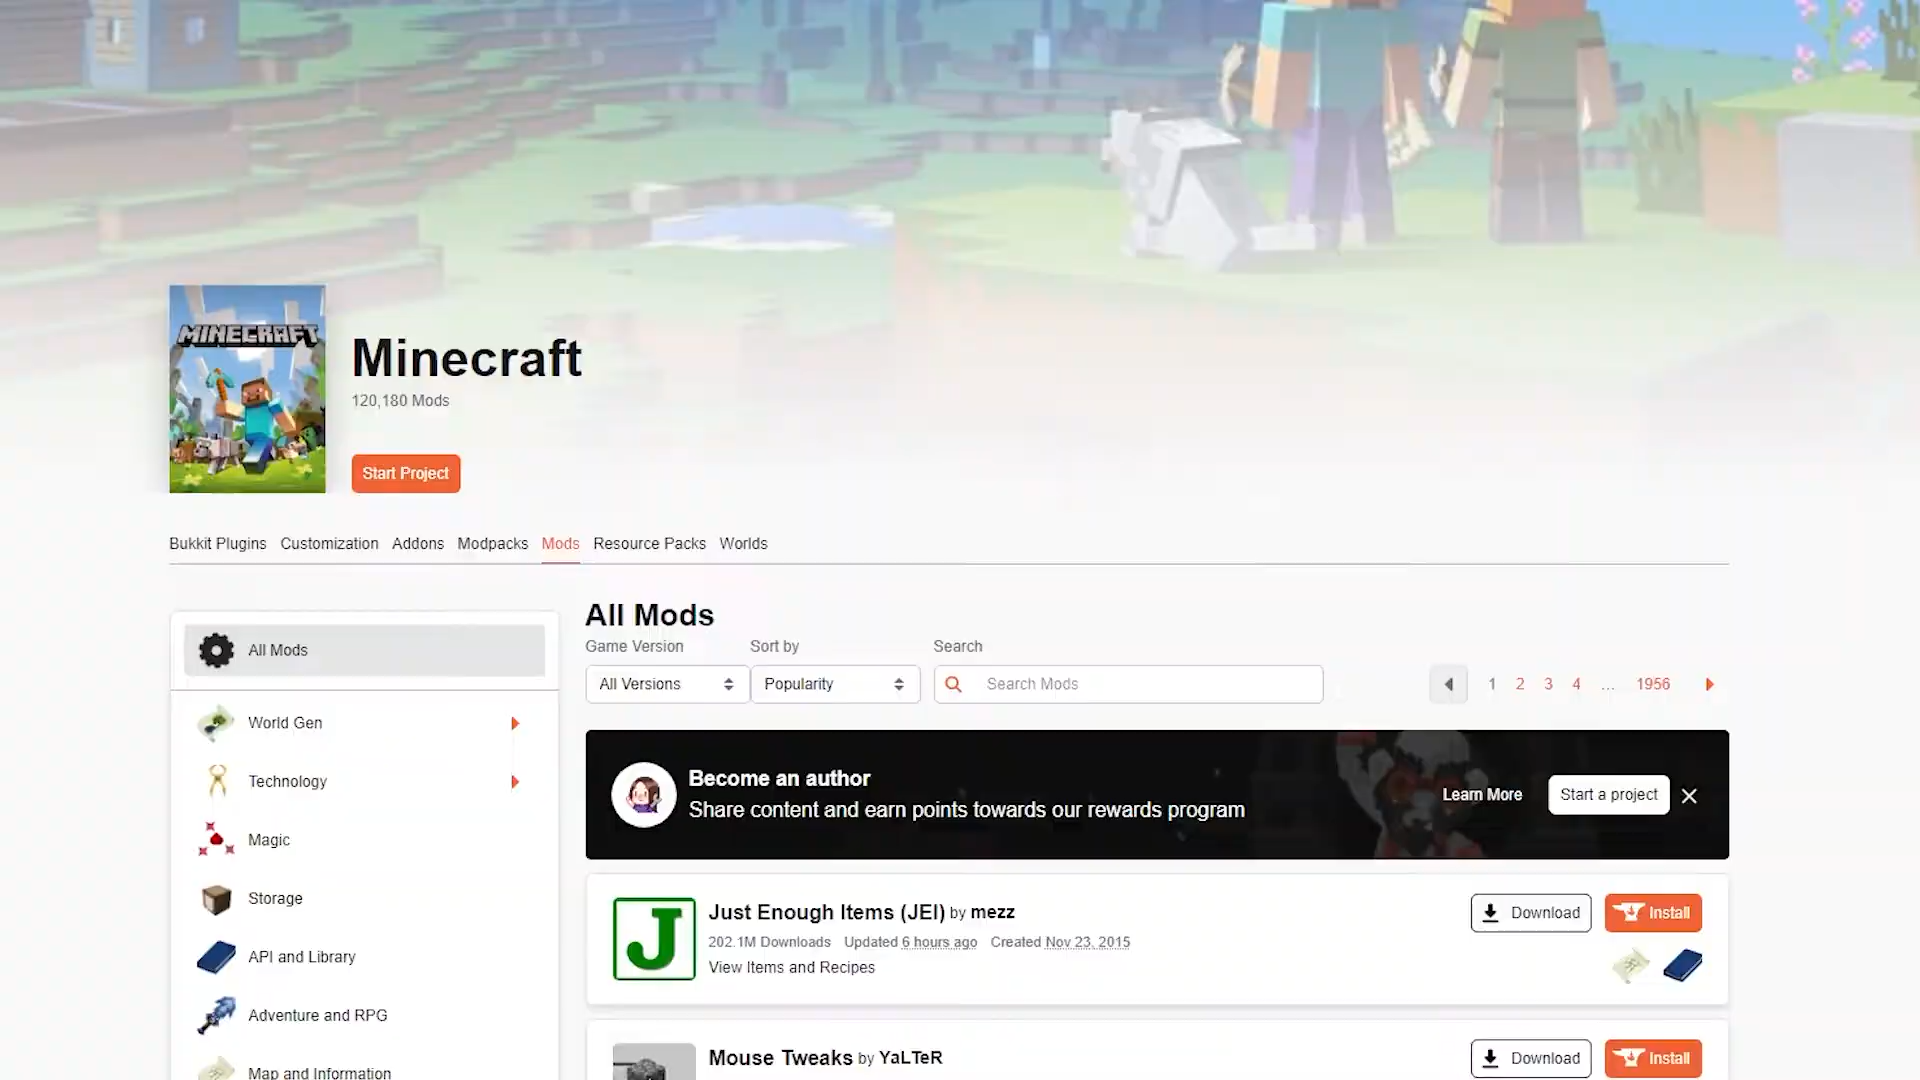 MINECRAFT
Minecraft
120,180 Mods
Start Project
Bukkit Plugins Customization Addons Modpacks Mods Resource Packs Worlds
All Mods
World Gen
Technology
Magic
Storage
API and Library
Adventure and RPG
Map and Information
All Mods
Game Version Sort by Search
All Versions Popularity Search Mods 1 2 3 4 ... 1956
Become an author
Share content and earn points towards our rewards program
Learn More Start a project
J
Just Enough Items (JEI) by mezz
202.1M Downloads Updated 6 hours ago Created Nov 23, 2015
View Items and Recipes
Download Install
Mouse Tweaks by YaLTeR
Download Install